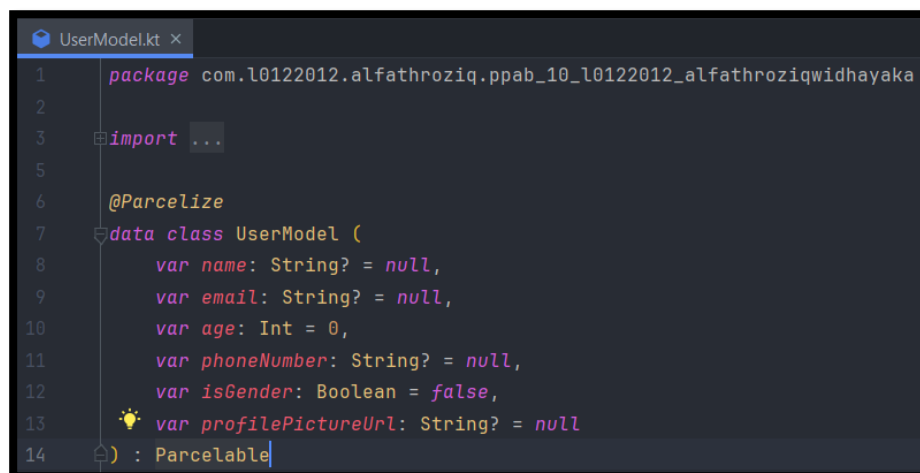 UserModel.kt ×
1 package com.l0122012.alfathroziq.ppab_10_l0122012_alfathroziqwidhayaka
2
3 import ...
5
6 @Parcelize
7 data class UserModel (
8 var name: String? = null,
9 var email: String? = null,
10 var age: Int = 0,
11 var phoneNumber: String? = null,
12 var isGender: Boolean = false,
13 var profilePictureUrl: String? = null
14 ) : Parcelable